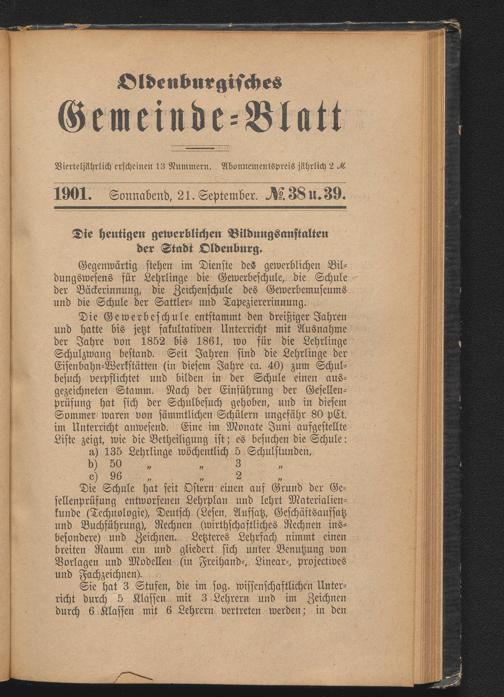 Oldenburgisches
Gemeinde-Blatt
Vierteljährlich erscheinen 13 Nummern. Abonnementspreis jährlich 2 ℳ
1901. Sonnabend, 21. September. № 38 u. 39.
Die heutigen gewerblichen Bildungsanstalten
der Stadt Oldenburg.
Gegenwärtig stehen im Dienste des gewerblichen Bil-
dungswesens für Lehrlinge die Gewerbeschule, die Schule
der Bäckerinnung, die Zeichenschule des Gewerbemuseums
und die Schule der Sattler- und Tapeziererinnung.
Die Gewerbeschule entstammt den dreißiger Jahren
und hatte bis jetzt fakultativen Unterricht mit Ausnahme
der Jahre von 1852 bis 1861, wo für die Lehrlinge
Schulzwang bestand. Seit Jahren sind die Lehrlinge der
Eisenbahn-Werkstätten (in diesem Jahre ca. 40) zum Schul-
besuch verpflichtet und bilden in der Schule einen aus-
gezeichneten Stamm. Nach der Einführung der Gesellen-
prüfung hat sich der Schulbesuch gehoben, und in diesem
Sommer waren von sämmtlichen Schülern ungefähr 80 pCt.
im Unterricht anwesend. Eine im Monate Juni aufgestellte
Liste zeigt, wie die Betheiligung ist; es besuchen die Schule:
a) 135 Lehrlinge wöchentlich 5 Schulstunden,
b) 50 „ „ 3 „
c) 96 „ „ 2 „
Die Schule hat seit Ostern einen auf Grund der Ge-
sellenprüfung entworfenen Lehrplan und lehrt Materialien-
kunde (Technologie), Deutsch (Lesen, Aufsatz, Geschäftsaufsatz
und Buchführung), Rechnen (wirthschaftliches Rechnen ins-
besondere) und Zeichnen. Letzteres Lehrfach nimmt einen
breiten Raum ein und gliedert sich unter Benutzung von
Vorlagen und Modellen (in Freihand-, Linear-, projectives
und Fachzeichnen).
Sie hat 3 Stufen, die im sog. wissenschaftlichen Unter-
richt durch 5 Klassen mit 3 Lehrern und im Zeichnen
durch 6 Klassen mit 6 Lehrern vertreten werden; in den